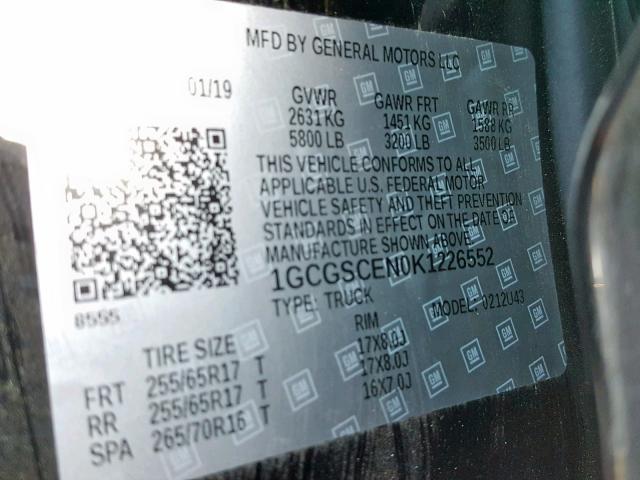 MFD BY GENERAL MOTORS LLC
01/19
GVWR GAWR FRT GAWR RR
2631 KG 1451 KG 1588 KG
5800 LB 3200 LB 3500 LB
THIS VEHICLE CONFORMS TO ALL
APPLICABLE U.S. FEDERAL MOTOR
VEHICLE SAFETY AND THEFT PREVENTION
STANDARDS IN EFFECT ON THE DATE OF
MANUFACTURE SHOWN ABOVE
1GCGSCEN0K1226552
8555
TYPE: TRUCK MODEL: 0212U43
TIRE SIZE RIM
FRT 255/65R17 T 17X8.0J
RR 255/65R17 T 17X8.0J
SPA 265/70R16 T 16X7.0J